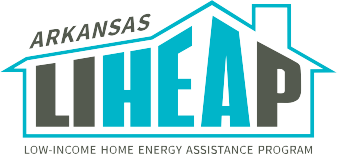 ARKANSAS
LIHEAP
LOW-INCOME HOME ENERGY ASSISTANCE PROGRAM